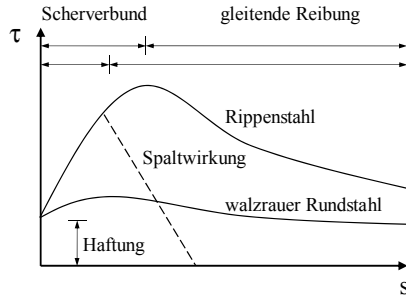 Scherverbund
gleitende Reibung
τ
Rippenstahl
Spaltwirkung
walzrauer Rundstahl
Haftung
s